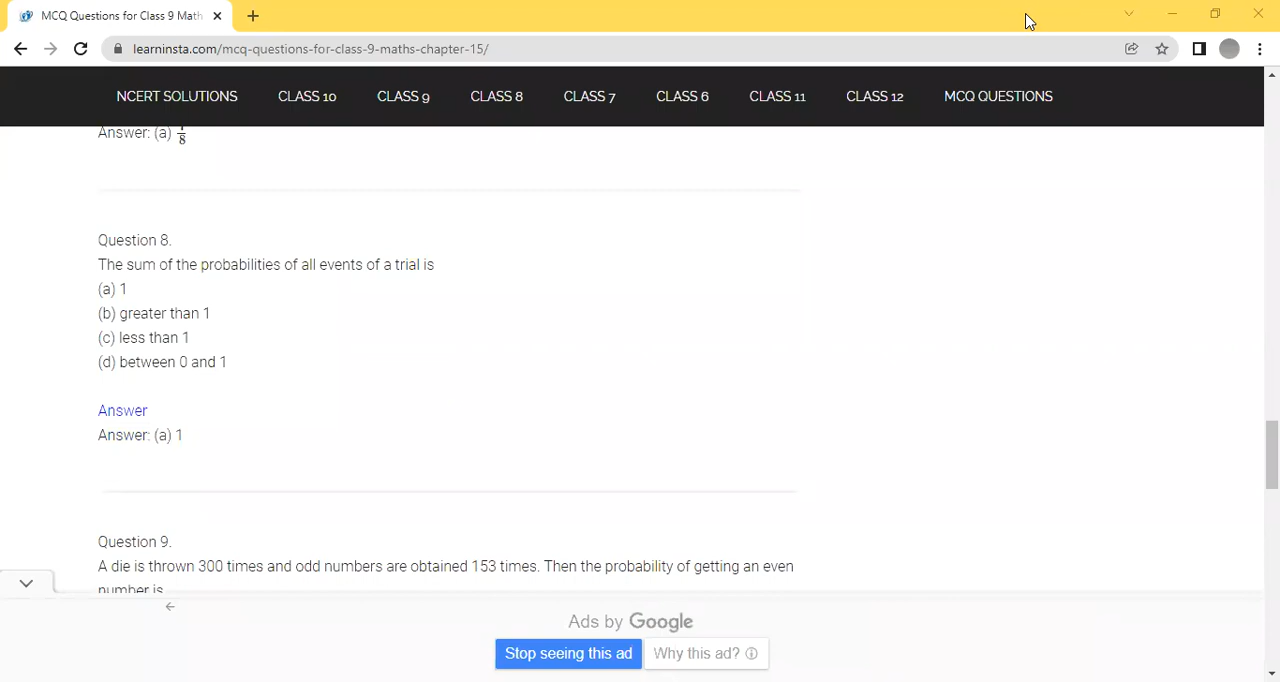 MCQ Questions for Class 9 Math
learninsta.com/mcq-questions-for-class-9-maths-chapter-15/
NCERT SOLUTIONS CLASS 10 CLASS 9 CLASS 8 CLASS 7 CLASS 6 CLASS 11 CLASS 12 MCQ QUESTIONS
Answer: (a) 8
Question 8.
The sum of the probabilities of all events of a trial is
(a) 1
(b) greater than 1
(c) less than 1
(d) between 0 and 1
Answer
Answer: (a) 1
Question 9.
A die is thrown 300 times and odd numbers are obtained 153 times. Then the probability of getting an even
number is
Ads by Google
Stop seeing this ad Why this ad?